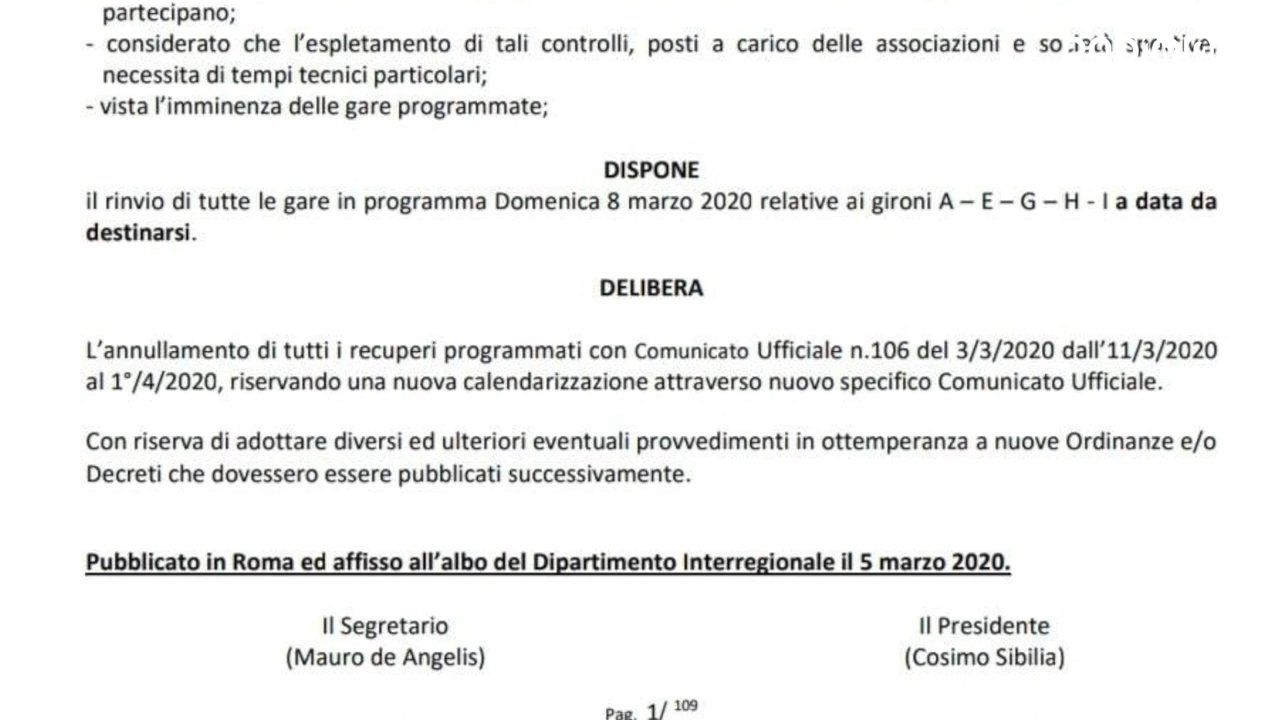 partecipano;
- considerato che l'espletamento di tali controlli, posti a carico delle associazioni e
necessita di tempi tecnici particolari;
- vista l'imminenza delle gare programmate;
DISPONE
il rinvio di tutte le gare in programma Domenica 8 marzo 2020 relative ai gironi A – E – G – H - I a data da
destinarsi.
DELIBERA
L'annullamento di tutti i recuperi programmati con Comunicato Ufficiale n.106 del 3/3/2020 dall'11/3/2020
al 1°/4/2020, riservando una nuova calendarizzazione attraverso nuovo specifico Comunicato Ufficiale.
Con riserva di adottare diversi ed ulteriori eventuali provvedimenti in ottemperanza a nuove Ordinanze e/o
Decreti che dovessero essere pubblicati successivamente.
Pubblicato in Roma ed affisso all'albo del Dipartimento Interregionale il 5 marzo 2020.
Il Segretario Il Presidente
(Mauro de Angelis) (Cosimo Sibilia)
Pag. 1/ 109